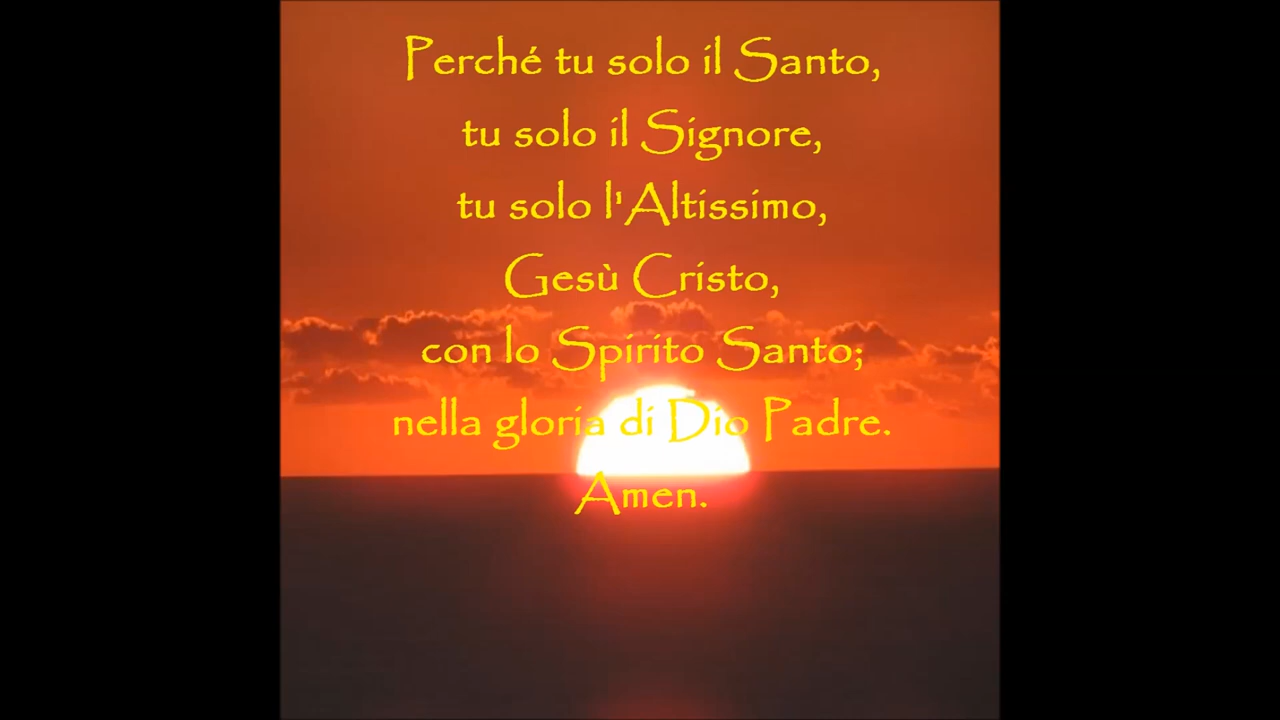 Perché tu solo il Santo,
tu solo il Signore,
tu solo l'Altissimo,
Gesù Cristo,
con lo Spirito Santo;
nella gloria di Dio Padre.
Amen.